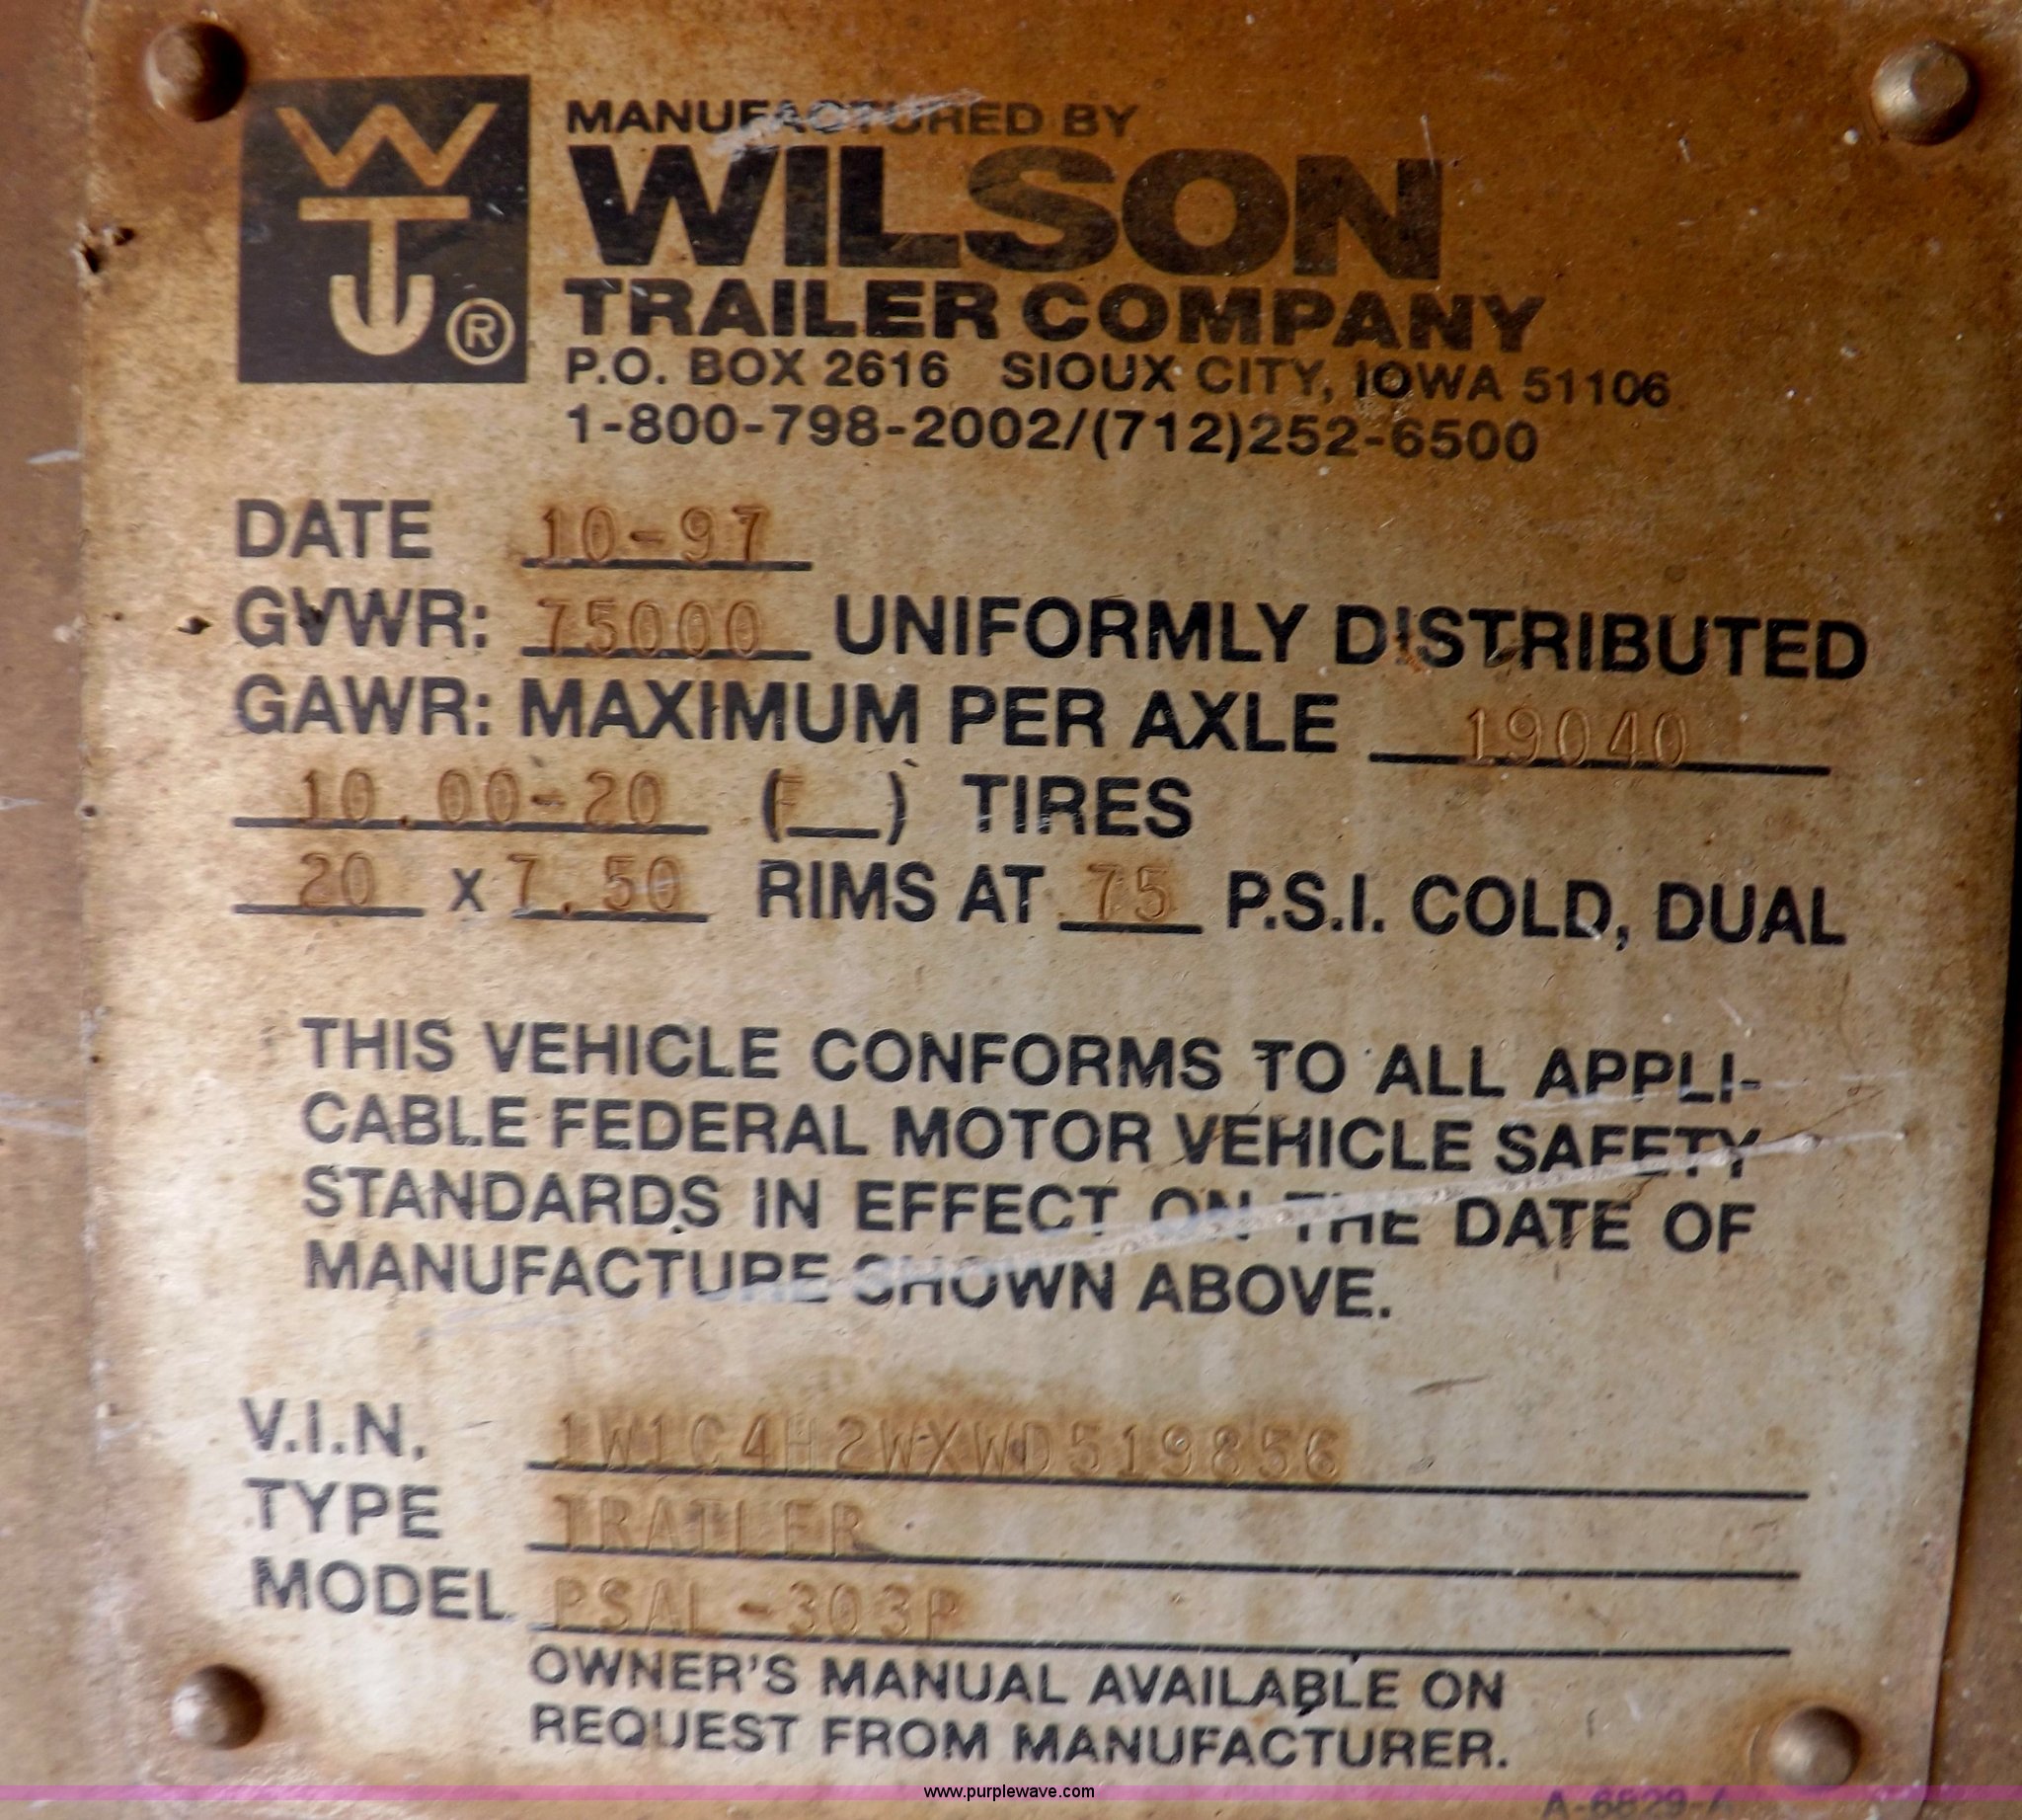 WTU®
MANUFACTURED BY
WILSON
TRAILER COMPANY
P.O. BOX 2616 SIOUX CITY, IOWA 51106
1-800-798-2002/(712)252-6500
DATE 10-97
GVWR: 75000 UNIFORMLY DISTRIBUTED
GAWR: MAXIMUM PER AXLE 19040
10.00-20 (F) TIRES
20 x 7.50 RIMS AT 75 P.S.I. COLD, DUAL
THIS VEHICLE CONFORMS TO ALL APPLI-
CABLE FEDERAL MOTOR VEHICLE SAFETY
STANDARDS IN EFFECT ON THE DATE OF
MANUFACTURE SHOWN ABOVE.
V.I.N. 1W1C4H2WXWD519856
TYPE TRAILER
MODEL PSAL-303P
OWNER'S MANUAL AVAILABLE ON
REQUEST FROM MANUFACTURER.
www.purplewave.com
A-6829-A